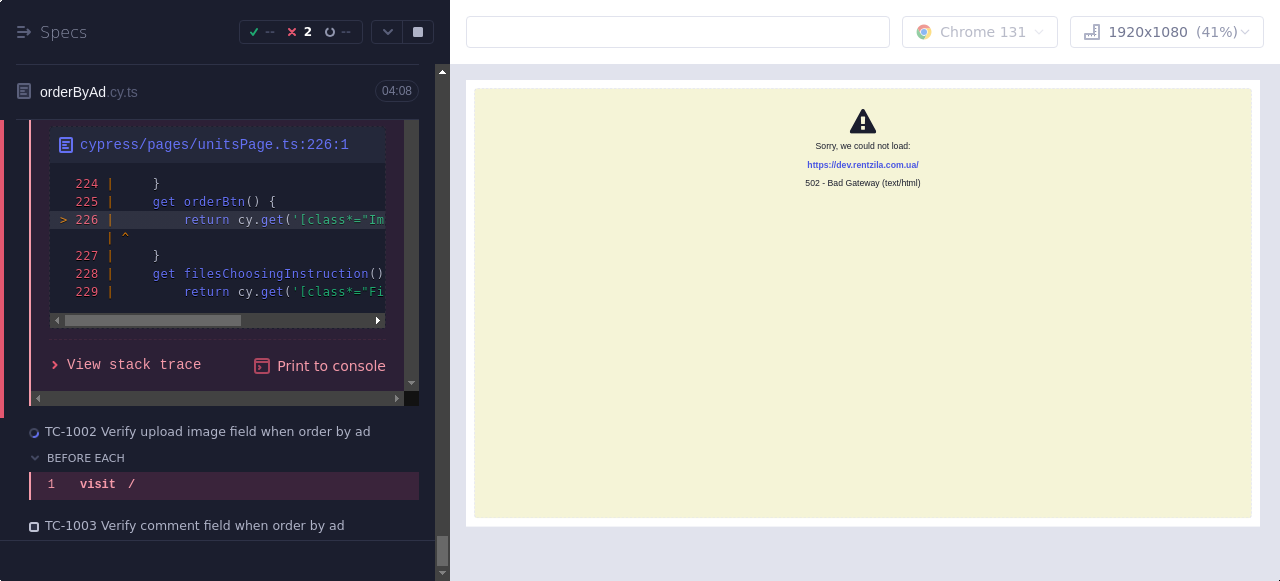 Specs
-- 2 --
Chrome 131
1920x1080 (41%)
orderByAd.cy.ts
04:08
cypress/pages/unitsPage.ts:226:1
224 | }
225 | get orderBtn() {
> 226 | return cy.get('[class*="Im
| ^
227 | }
228 | get filesChoosingInstruction()
229 | return cy.get('[class*="Fi
View stack trace
Print to console
TC-1002 Verify upload image field when order by ad
BEFORE EACH
1 visit /
TC-1003 Verify comment field when order by ad
Sorry, we could not load:
https://dev.rentzila.com.ua/
502 - Bad Gateway (text/html)